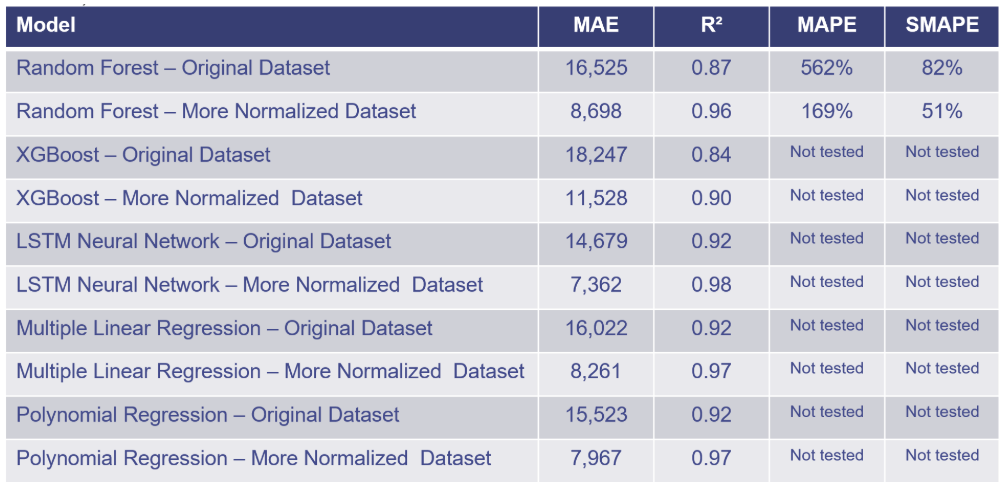 Model MAE R² MAPE SMAPE
Random Forest – Original Dataset 16,525 0.87 562% 82%
Random Forest – More Normalized Dataset 8,698 0.96 169% 51%
XGBoost – Original Dataset 18,247 0.84 Not tested Not tested
XGBoost – More Normalized  Dataset 11,528 0.90 Not tested Not tested
LSTM Neural Network – Original Dataset 14,679 0.92 Not tested Not tested
LSTM Neural Network – More Normalized  Dataset 7,362 0.98 Not tested Not tested
Multiple Linear Regression – Original Dataset 16,022 0.92 Not tested Not tested
Multiple Linear Regression – More Normalized  Dataset 8,261 0.97 Not tested Not tested
Polynomial Regression – Original Dataset 15,523 0.92 Not tested Not tested
Polynomial Regression – More Normalized  Dataset 7,967 0.97 Not tested Not tested